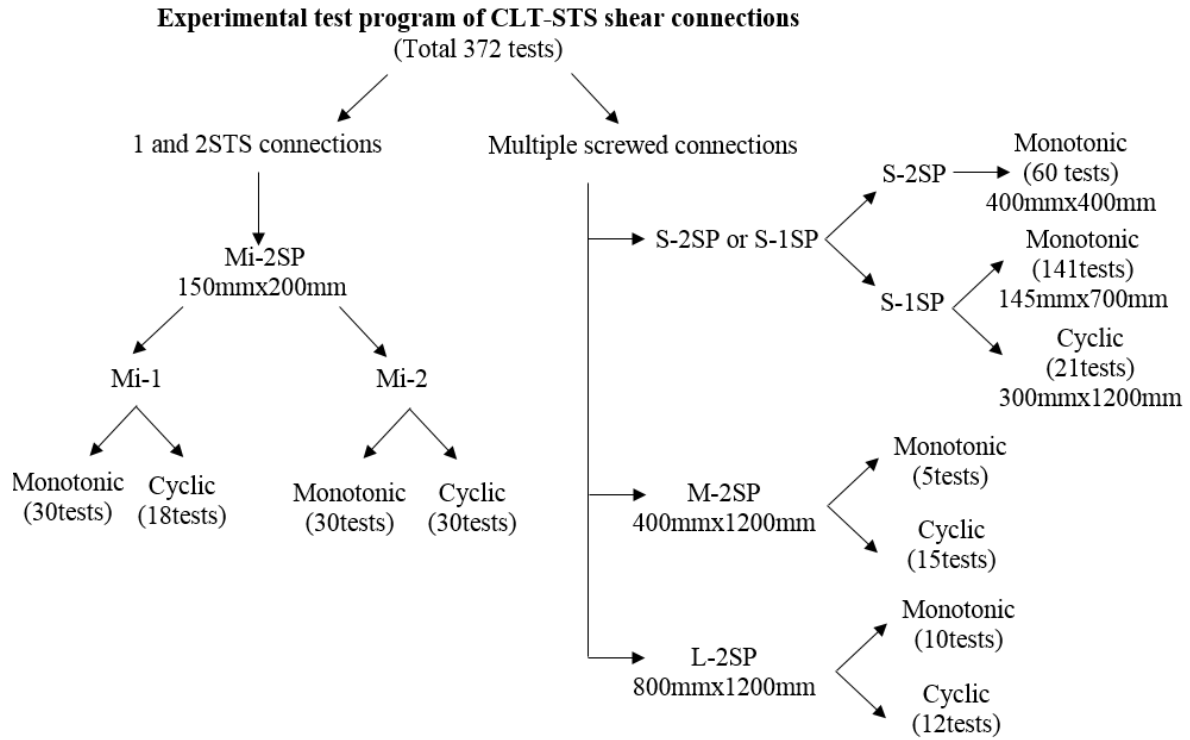 Experimental test program of CLT-STS shear connections
(Total 372 tests)
1 and 2STS connections
Mi-2SP
150mmx200mm
Mi-1
Monotonic
(30tests)
Cyclic
(18tests)
Mi-2
Monotonic
(30tests)
Cyclic
(30tests)
Multiple screwed connections
S-2SP or S-1SP
S-2SP
Monotonic
(60 tests)
400mmx400mm
S-1SP
Monotonic
(141tests)
145mmx700mm
Cyclic
(21tests)
300mmx1200mm
M-2SP
400mmx1200mm
Monotonic
(5tests)
Cyclic
(15tests)
L-2SP
800mmx1200mm
Monotonic
(10tests)
Cyclic
(12tests)